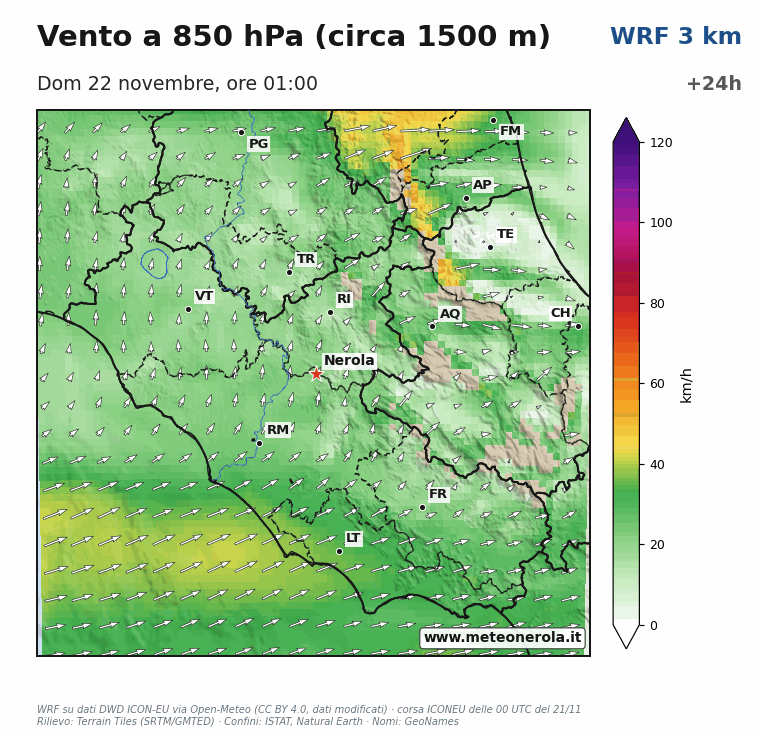 Vento a 850 hPa (circa 1500 m)
WRF 3 km
Dom 22 novembre, ore 01:00
+24h
FM
PG
AP
TE
TR
VT
RI
AQ
CH
Nerola
RM
FR
LT
www.meteonerola.it
120
100
80
60
40
20
0
km/h
WRF su dati DWD ICON-EU via Open-Meteo (CC BY 4.0, dati modificati) · corsa ICONEU delle 00 UTC del 21/11
Rilievo: Terrain Tiles (SRTM/GMTED) · Confini: ISTAT, Natural Earth · Nomi: GeoNames